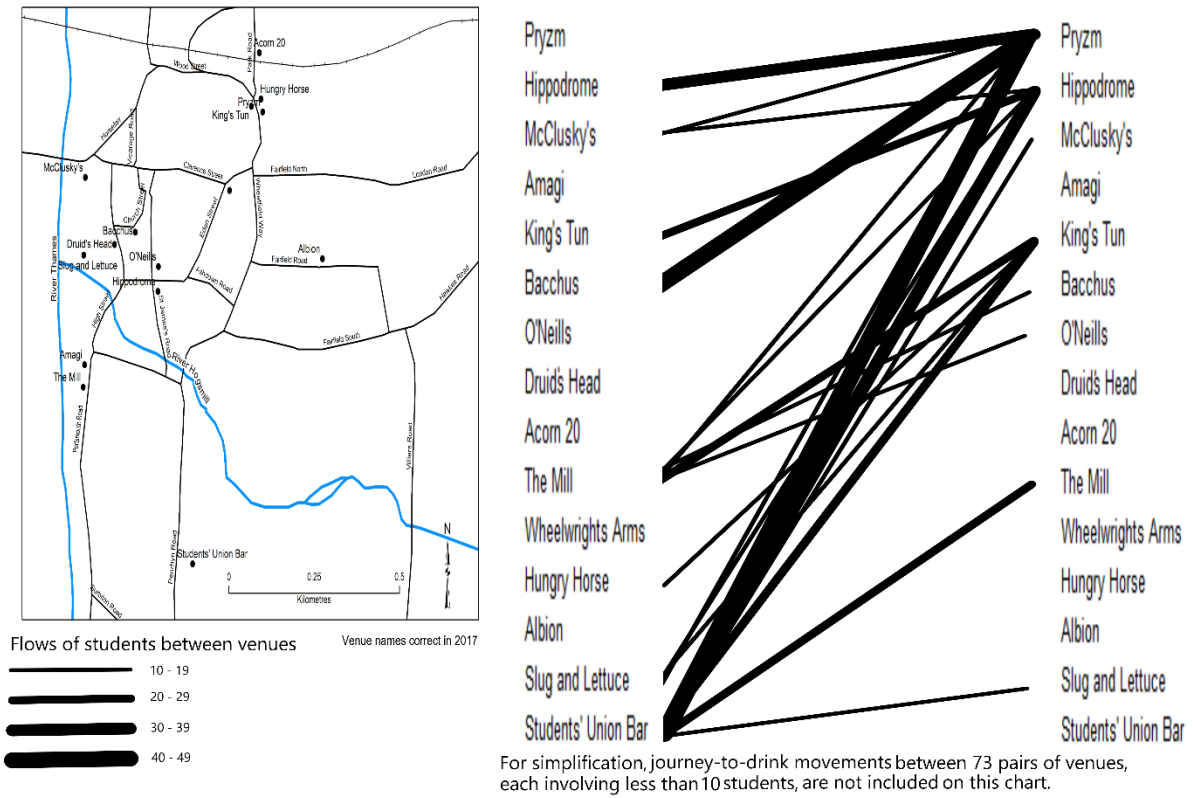 Acorn 20
Park Road
Wood Street
Hungry Horse
Pryzm
King's Tun
Horsefair
Vicarage Road
McClusky's
Clarence Street
Fairfield North
London Road
Church Street
Eden Street
Wheatfield Way
Bacchus
Druid's Head
O'Neills
Albion
Slug and Lettuce
Fairfield Road
River Thames
Hippodrome
Ashdown Road
Hawkes Road
High Street
St James's Road
Fairfield South
River Hogsmill
Amagi
The Mill
Portsmouth Road
Villiers Road
Penrhyn Road
Students' Union Bar
N
0 0.25 0.5
Kilometres
Surbiton Road
Flows of students between venues
Venue names correct in 2017
10 - 19
20 - 29
30 - 39
40 - 49
Pryzm
Hippodrome
McClusky's
Amagi
King's Tun
Bacchus
O'Neills
Druid's Head
Acorn 20
The Mill
Wheelwrights Arms
Hungry Horse
Albion
Slug and Lettuce
Students' Union Bar
Pryzm
Hippodrome
McClusky's
Amagi
King's Tun
Bacchus
O'Neills
Druid's Head
Acorn 20
The Mill
Wheelwrights Arms
Hungry Horse
Albion
Slug and Lettuce
Students' Union Bar
For simplification, journey-to-drink movements between 73 pairs of venues,
each involving less than 10 students, are not included on this chart.